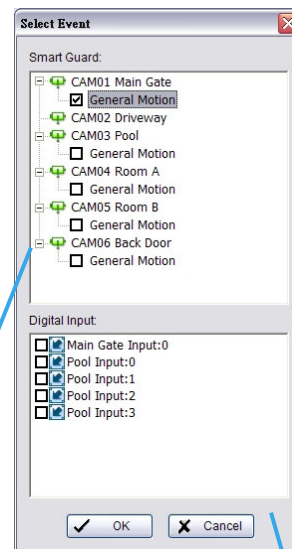 Select Event
Smart Guard:
CAM01 Main Gate
General Motion
CAM02 Driveway
CAM03 Pool
General Motion
CAM04 Room A
General Motion
CAM05 Room B
General Motion
CAM06 Back Door
General Motion
Digital Input:
Main Gate Input:0
Pool Input:0
Pool Input:1
Pool Input:2
Pool Input:3
OK Cancel